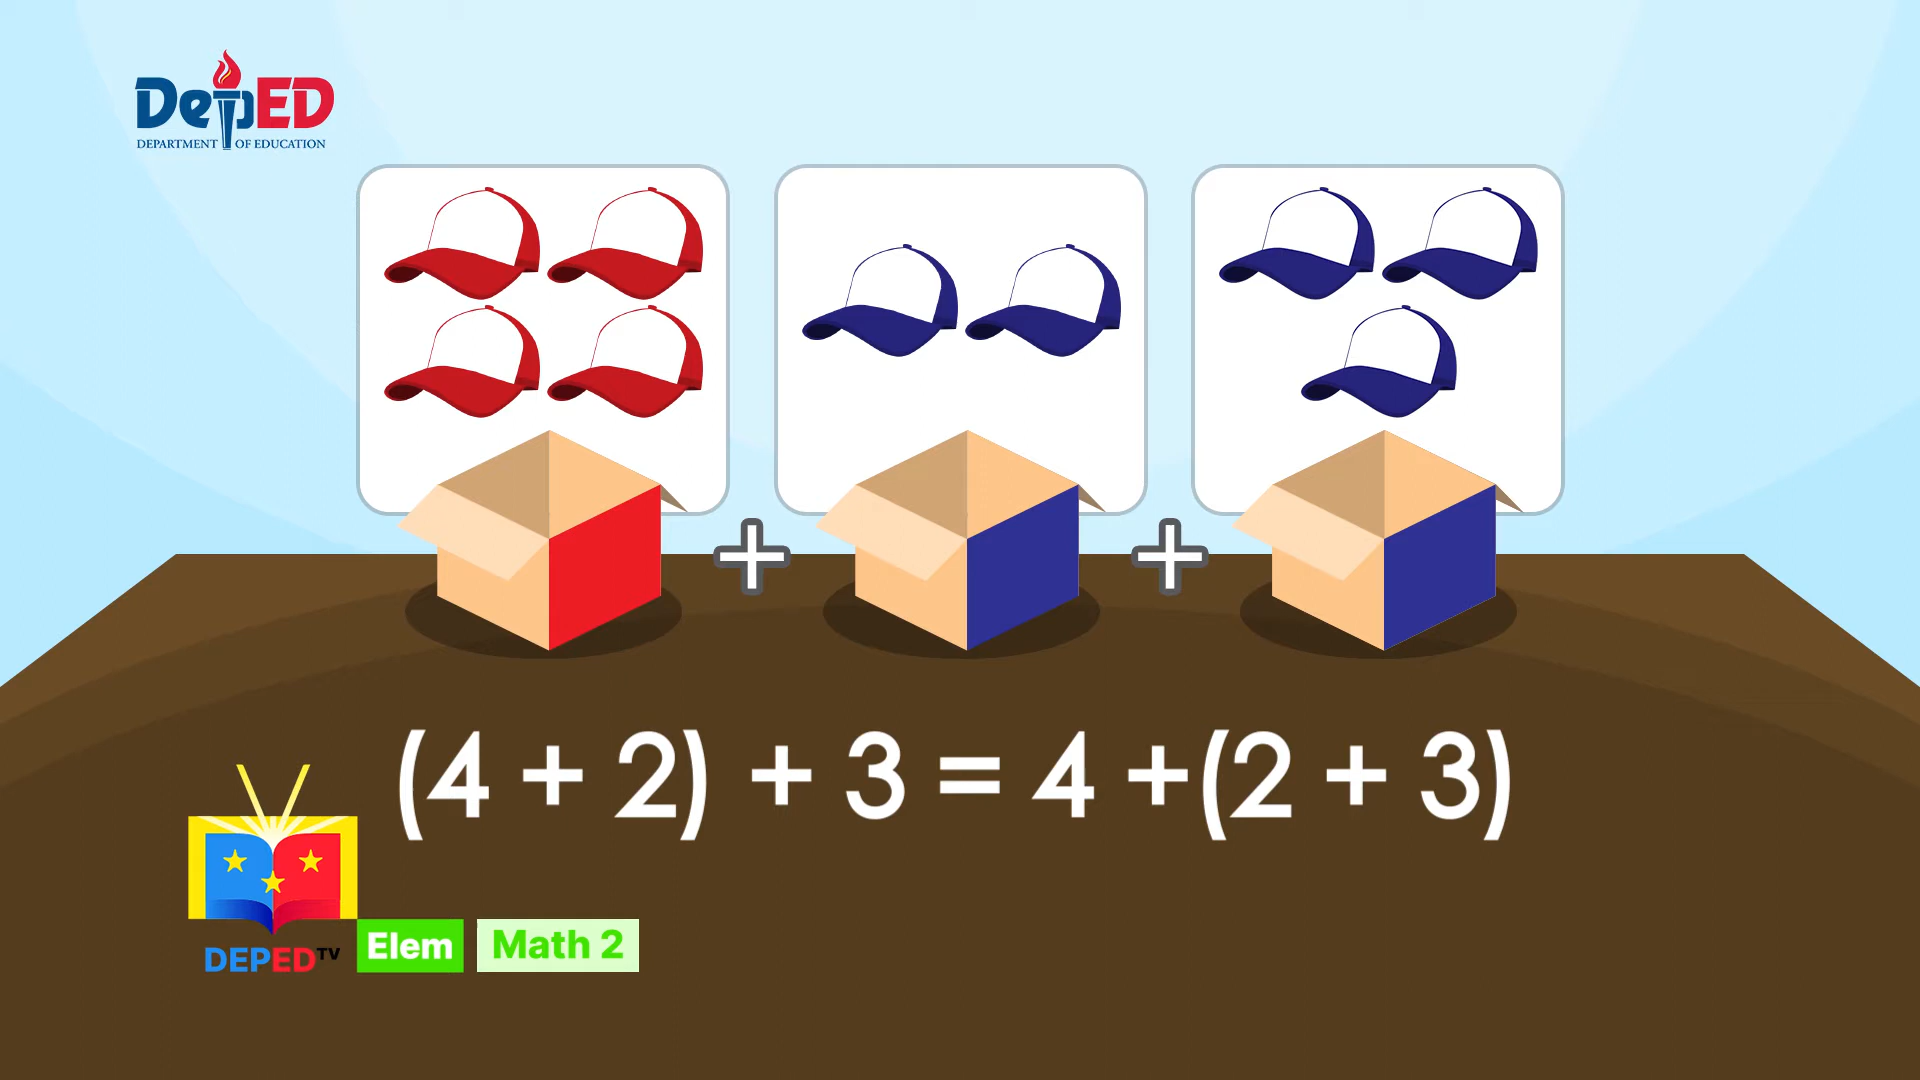 DepED
DEPARTMENT OF EDUCATION
+ +
(4 + 2) + 3 = 4 +(2 + 3)
DEPED TV
Elem
Math 2